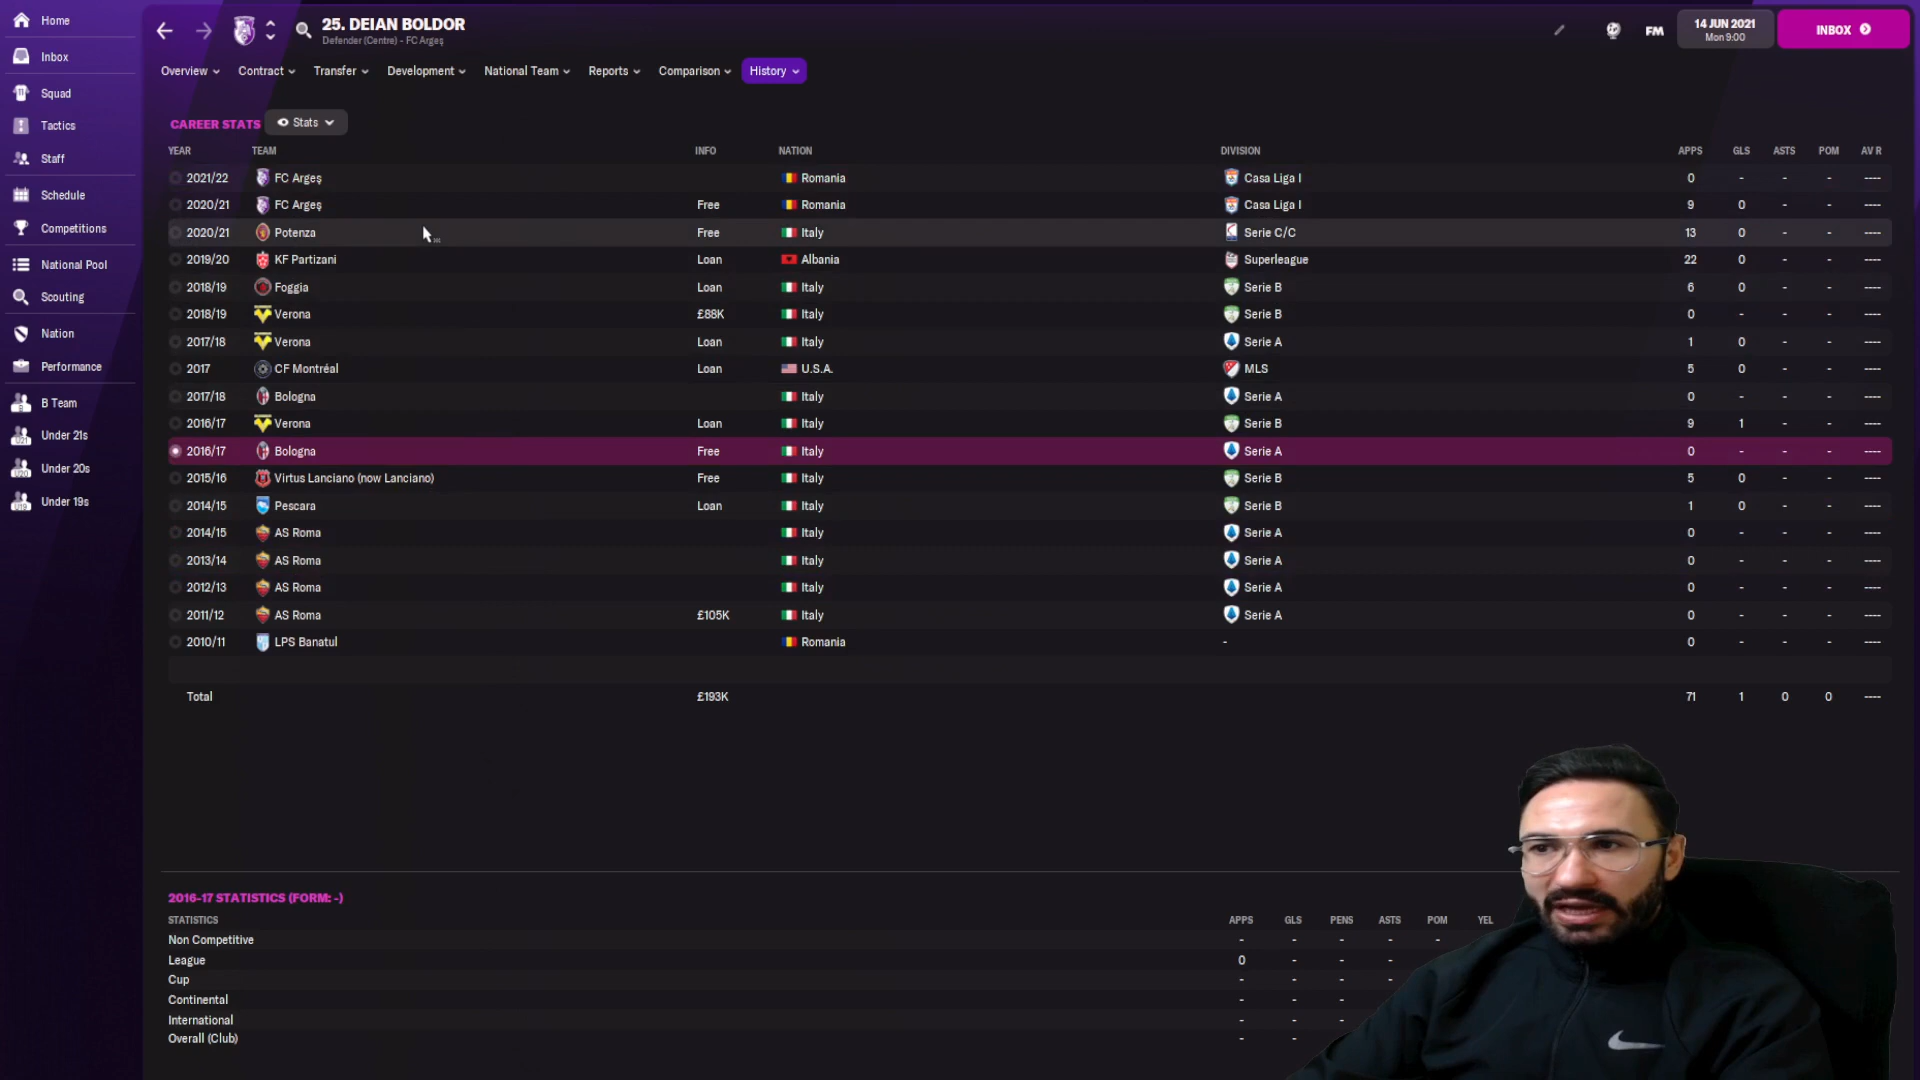 Home
Inbox
Squad
Tactics
Staff
Schedule
Competitions
National Pool
Scouting
Nation
Performance
B Team
Under 21s
Under 20s
Under 19s
25. DEIAN BOLDOR
Defender (Centre) - FC Argeș
FM
14 JUN 2021
Mon 9:00
INBOX
Overview Contract Transfer Development National Team Reports Comparison History
CAREER STATS Stats
YEAR TEAM INFO NATION DIVISION APPS GLS ASTS POM AV R
2021/22 FC Argeș Romania Casa Liga I 0 - - - ----
2020/21 FC Argeș Free Romania Casa Liga I 9 0 - - ----
2020/21 Potenza Free Italy Serie C/C 13 0 - - ----
2019/20 KF Partizani Loan Albania Superleague 22 0 - - ----
2018/19 Foggia Loan Italy Serie B 6 0 - - ----
2018/19 Verona £88K Italy Serie B 0 - - - ----
2017/18 Verona Loan Italy Serie A 1 0 - - ----
2017 CF Montréal Loan U.S.A. MLS 5 0 - - ----
2017/18 Bologna Italy Serie A 0 - - - ----
2016/17 Verona Loan Italy Serie B 9 1 - - ----
2016/17 Bologna Free Italy Serie A 0 - - - ----
2015/16 Virtus Lanciano (now Lanciano) Free Italy Serie B 5 0 - - ----
2014/15 Pescara Loan Italy Serie B 1 0 - - ----
2014/15 AS Roma Italy Serie A 0 - - - ----
2013/14 AS Roma Italy Serie A 0 - - - ----
2012/13 AS Roma Italy Serie A 0 - - - ----
2011/12 AS Roma £105K Italy Serie A 0 - - - ----
2010/11 LPS Banatul Romania - 0 - - - ----
Total £193K 71 1 0 0 ----
2016-17 STATISTICS (FORM: -)
STATISTICS APPS GLS PENS ASTS POM YEL
Non Competitive - - - - -
League 0 - - -
Cup - - - -
Continental - - -
International - - -
Overall (Club) - -